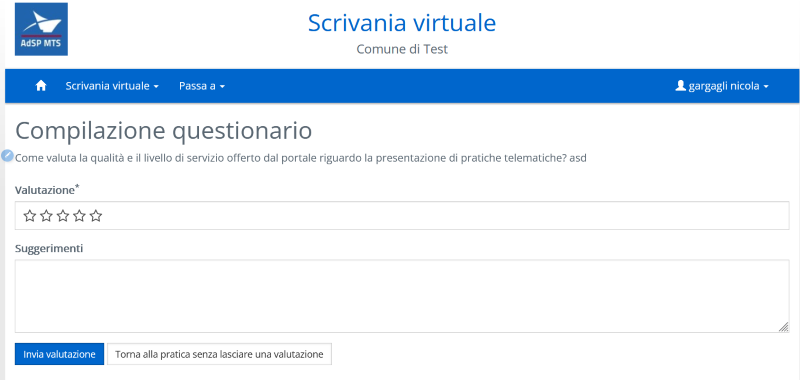 AdSP MTS
Scrivania virtuale
Comune di Test
Scrivania virtuale
Passa a
gargagli nicola
Compilazione questionario
Come valuta la qualità e il livello di servizio offerto dal portale riguardo la presentazione di pratiche telematiche? asd
Valutazione*
Suggerimenti
Invia valutazione
Torna alla pratica senza lasciare una valutazione